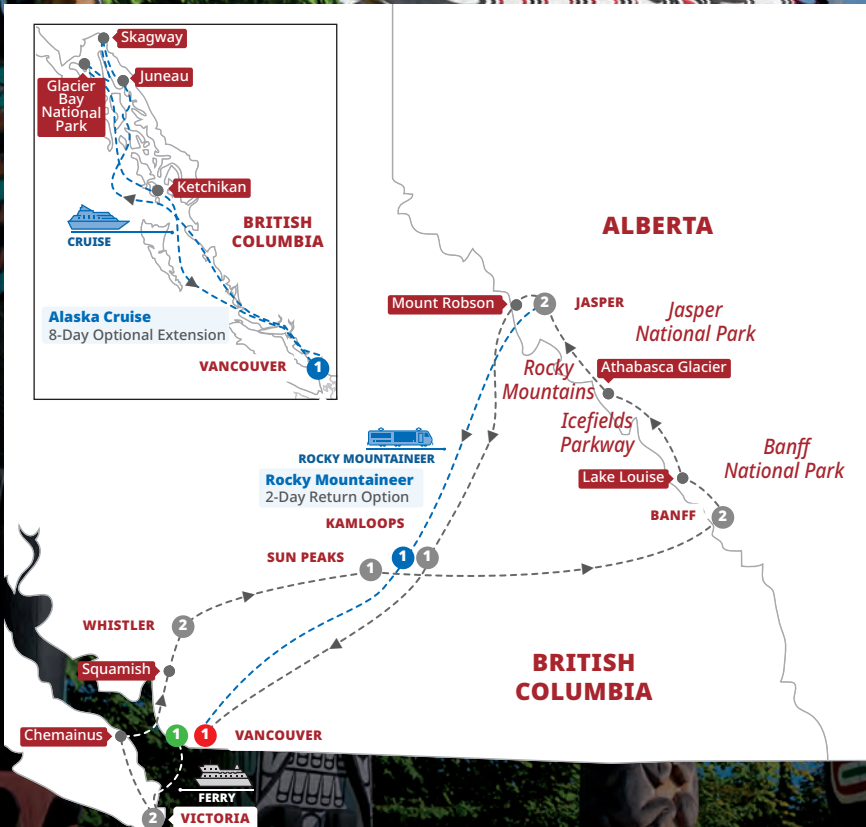 Skagway
Juneau
Glacier
Bay
National
Park
Ketchikan
CRUISE
BRITISH
COLUMBIA
Alaska Cruise
8-Day Optional Extension
VANCOUVER
1
ALBERTA
Mount Robson
2
JASPER
Jasper
National Park
Rocky
Mountains
Athabasca Glacier
Icefields
Parkway
Banff
National Park
Lake Louise
BANFF
2
ROCKY MOUNTAINEER
Rocky Mountaineer
2-Day Return Option
KAMLOOPS
1
1
SUN PEAKS
1
WHISTLER
2
Squamish
BRITISH
COLUMBIA
Chemainus
1
1
VANCOUVER
FERRY
2
VICTORIA